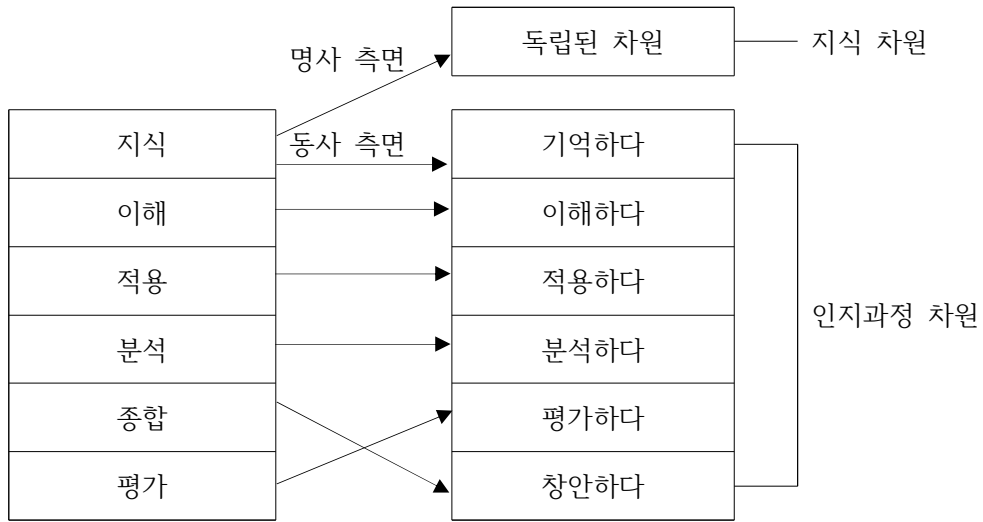 독립된 차원
지식 차원
명사 측면
지식
동사 측면
기억하다
이해
이해하다
적용
적용하다
인지과정 차원
분석
분석하다
종합
평가하다
평가
창안하다